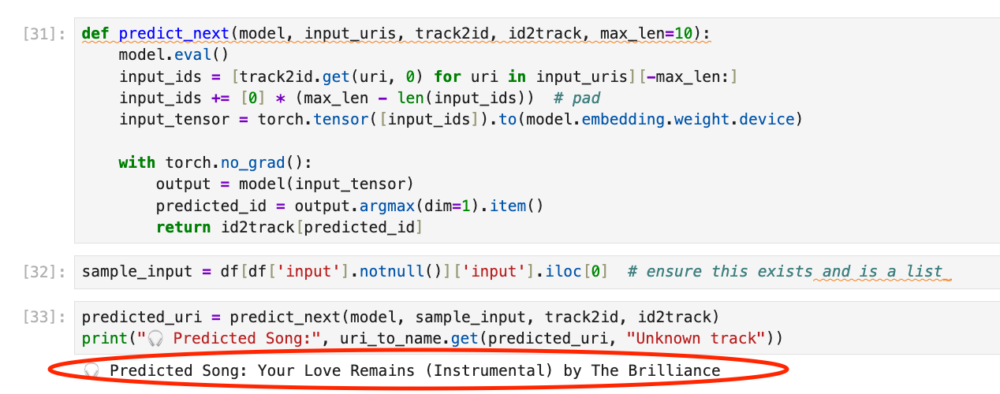 [31]: def predict_next(model, input_uris, track2id, id2track, max_len=10):
    model.eval()
    input_ids = [track2id.get(uri, 0) for uri in input_uris][-max_len:]
    input_ids += [0] * (max_len - len(input_ids))  # pad
    input_tensor = torch.tensor([input_ids]).to(model.embedding.weight.device)
    with torch.no_grad():
        output = model(input_tensor)
        predicted_id = output.argmax(dim=1).item()
        return id2track[predicted_id]
[32]: sample_input = df[df['input'].notnull()]['input'].iloc[0]  # ensure this exists and is a list
[33]: predicted_uri = predict_next(model, sample_input, track2id, id2track)
print("🎧 Predicted Song:", uri_to_name.get(predicted_uri, "Unknown track"))
🎧 Predicted Song: Your Love Remains (Instrumental) by The Brilliance